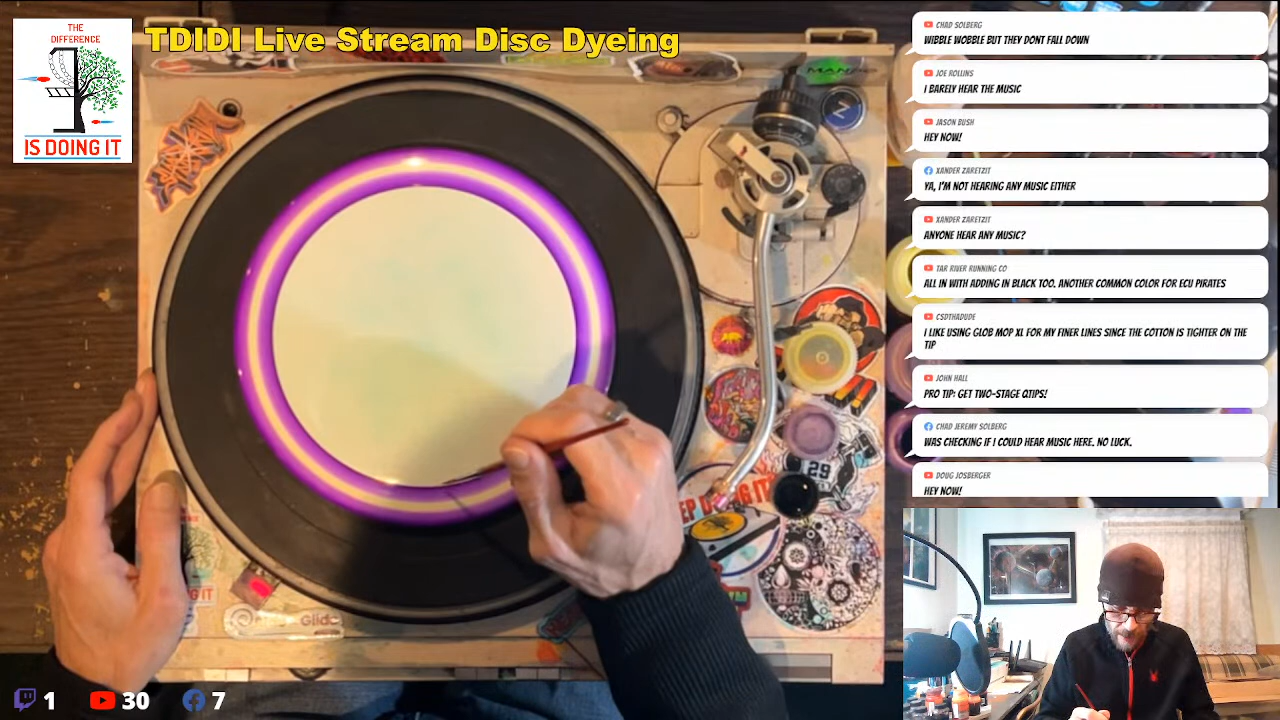 THE
DIFFERENCE
IS DOING IT
TDIDI Live Stream Disc Dyeing
CHAD SOLBERG
WIBBLE WOBBLE BUT THEY DONT FALL DOWN
JOE ROLLINS
I BARELY HEAR THE MUSIC
JASON BUSH
HEY NOW!
XANDER ZARETZIT
YA, I'M NOT HEARING ANY MUSIC EITHER
XANDER ZARETZIT
ANYONE HEAR ANY MUSIC?
TAR RIVER RUNNING CO
ALL IN WITH ADDING IN BLACK TOO. ANOTHER COMMON COLOR FOR ECU PIRATES
CSDTHADUDE
I LIKE USING GLOB MOP XL FOR MY FINER LINES SINCE THE COTTON IS TIGHTER ON THE
TIP
JOHN HALL
PRO TIP: GET TWO-STAGE QTIPS!
CHAD JEREMY SOLBERG
WAS CHECKING IF I COULD HEAR MUSIC HERE. NO LUCK.
DOUG JOSBERGER
HEY NOW!
Z
29
1
30
7